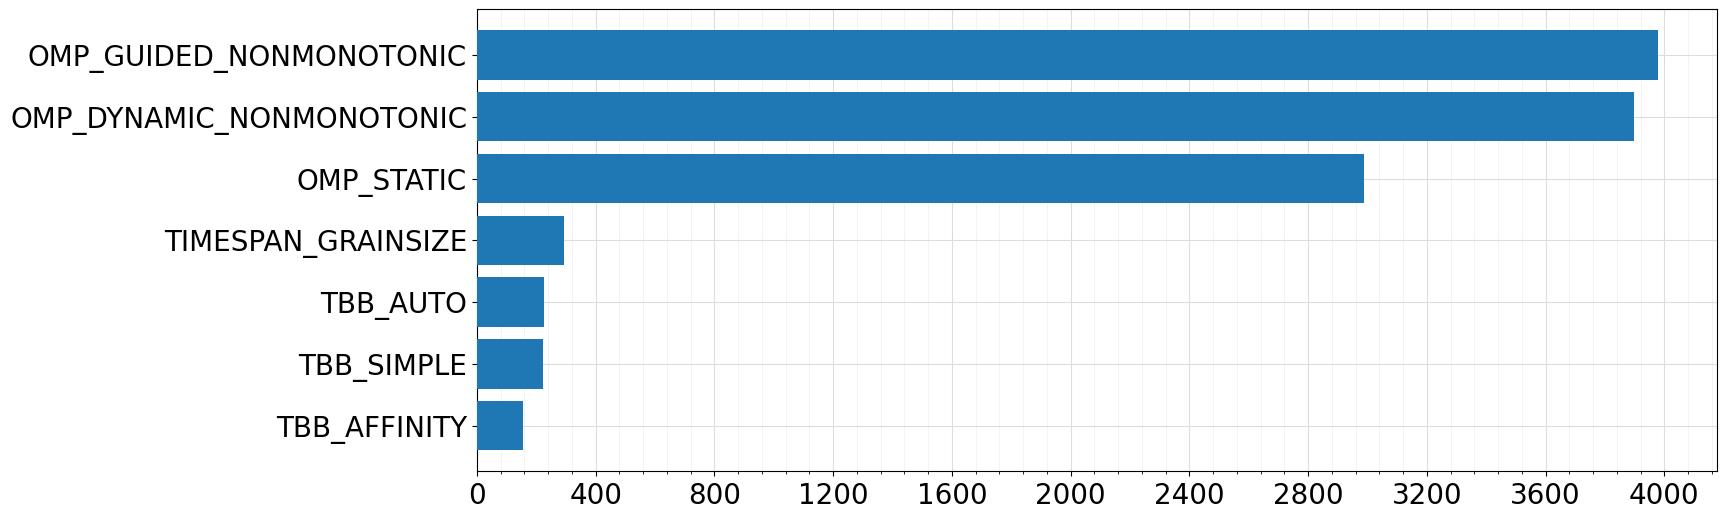 OMP_GUIDED_NONMONOTONIC
OMP_DYNAMIC_NONMONOTONIC
OMP_STATIC
TIMESPAN_GRAINSIZE
TBB_AUTO
TBB_SIMPLE
TBB_AFFINITY
0 400 800 1200 1600 2000 2400 2800 3200 3600 4000